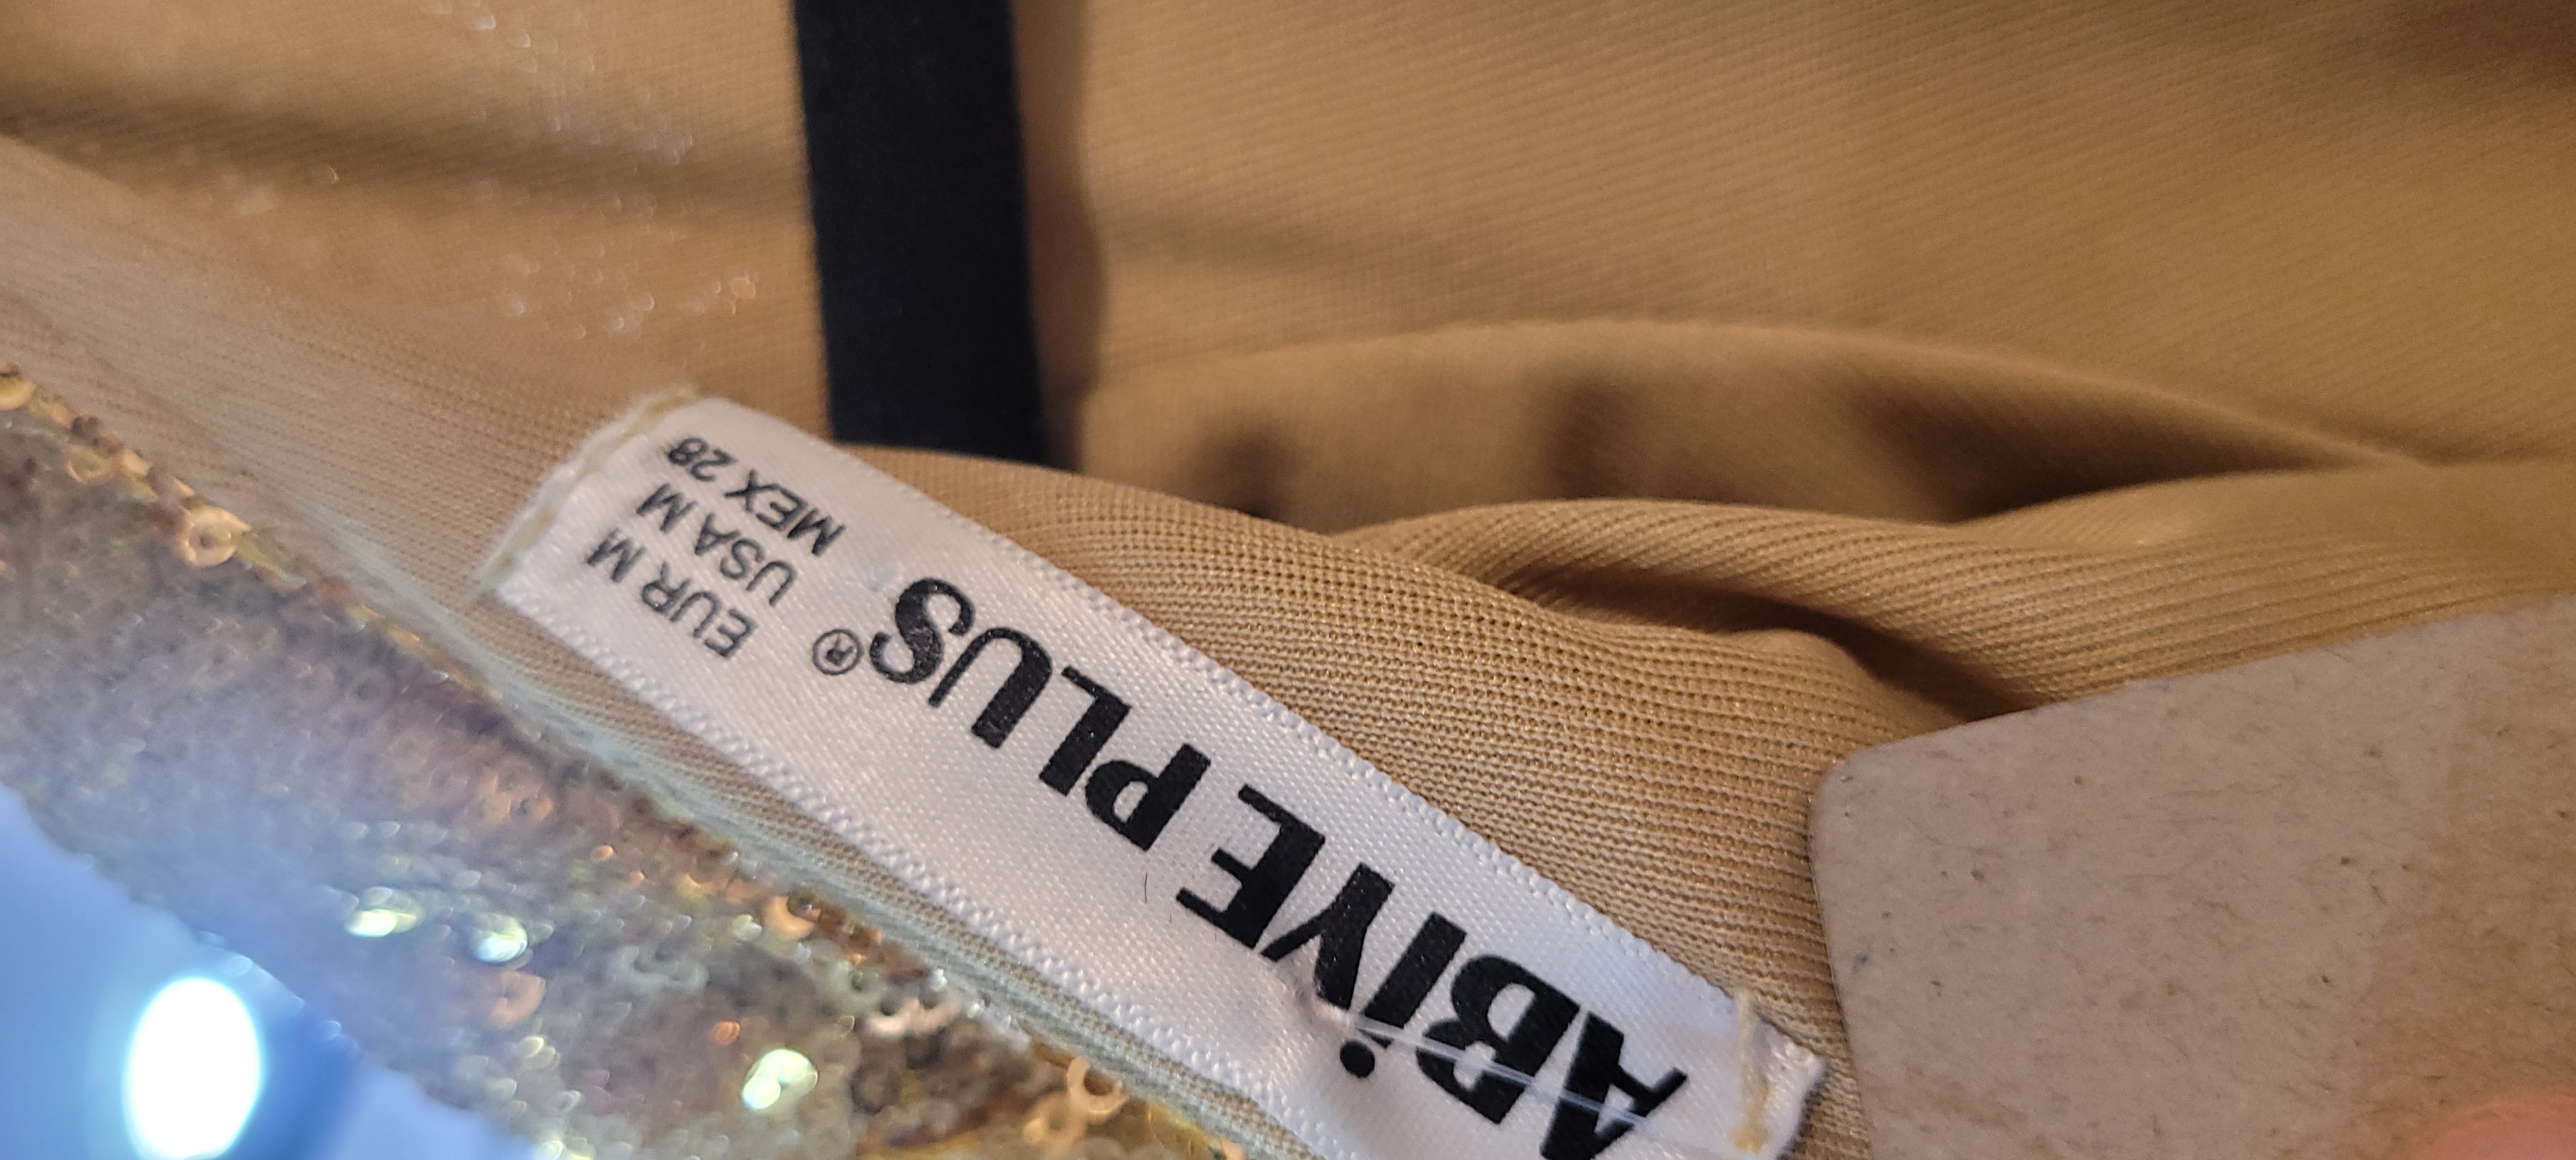 ABİYE PLUS®
EUR M
USA M
MEX 28